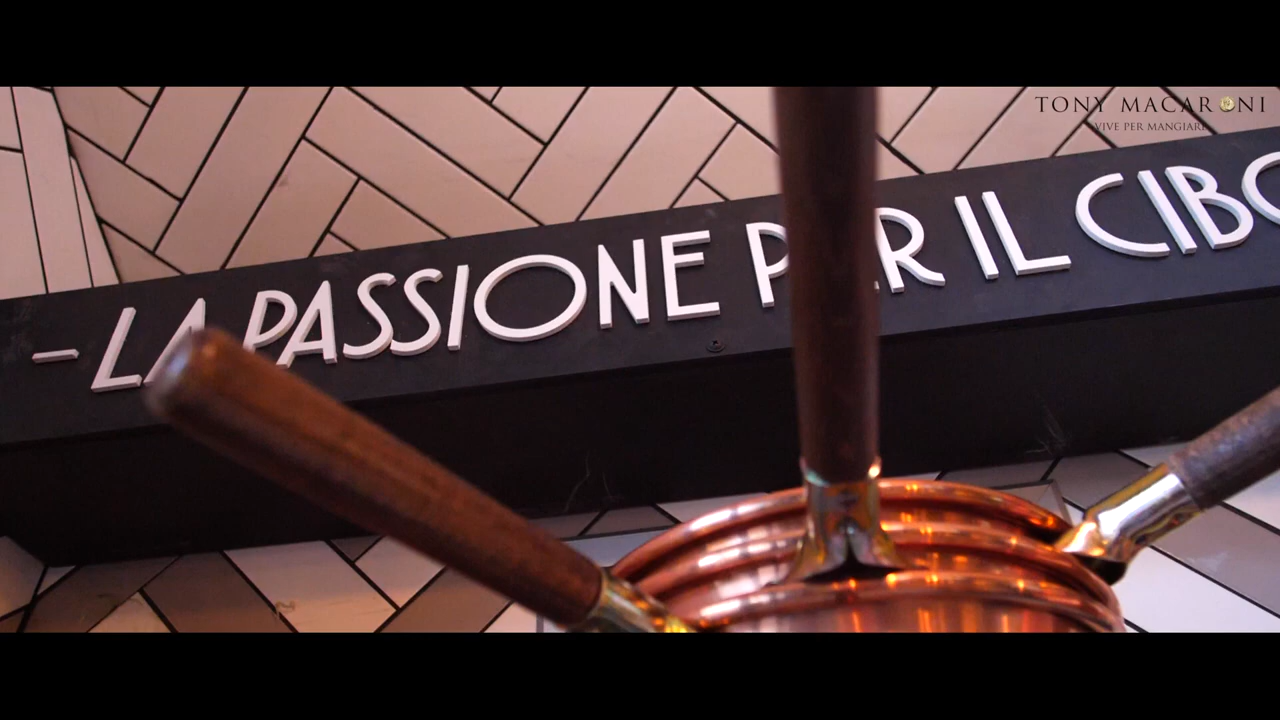 TONY MACARONI
VIVE PER MANGIARE
– LA PASSIONE PER IL CIBO